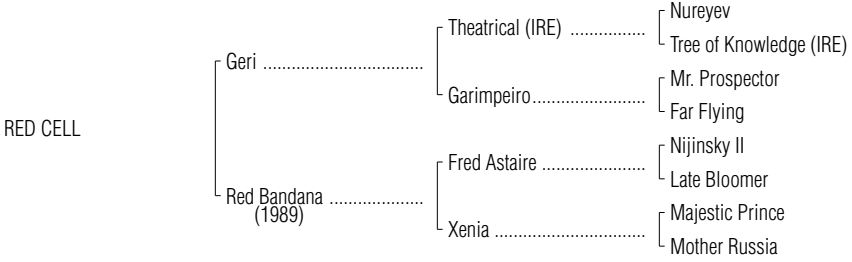 Nureyev
Theatrical (IRE) ................
Tree of Knowledge (IRE)
Geri ..................................
Mr. Prospector
Garimpeiro........................
Far Flying
RED CELL
Nijinsky II
Fred Astaire ......................
Late Bloomer
Red Bandana ....................
(1989)
Majestic Prince
Xenia ................................
Mother Russia